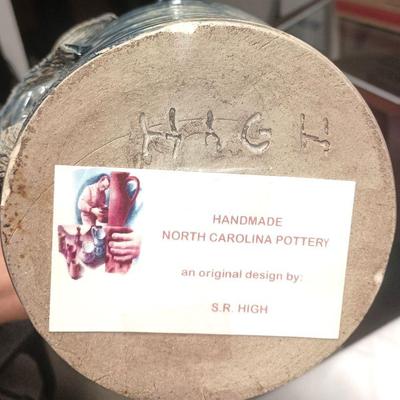 HIGH
HANDMADE
NORTH CAROLINA POTTERY
an original design by:
S.R. HIGH